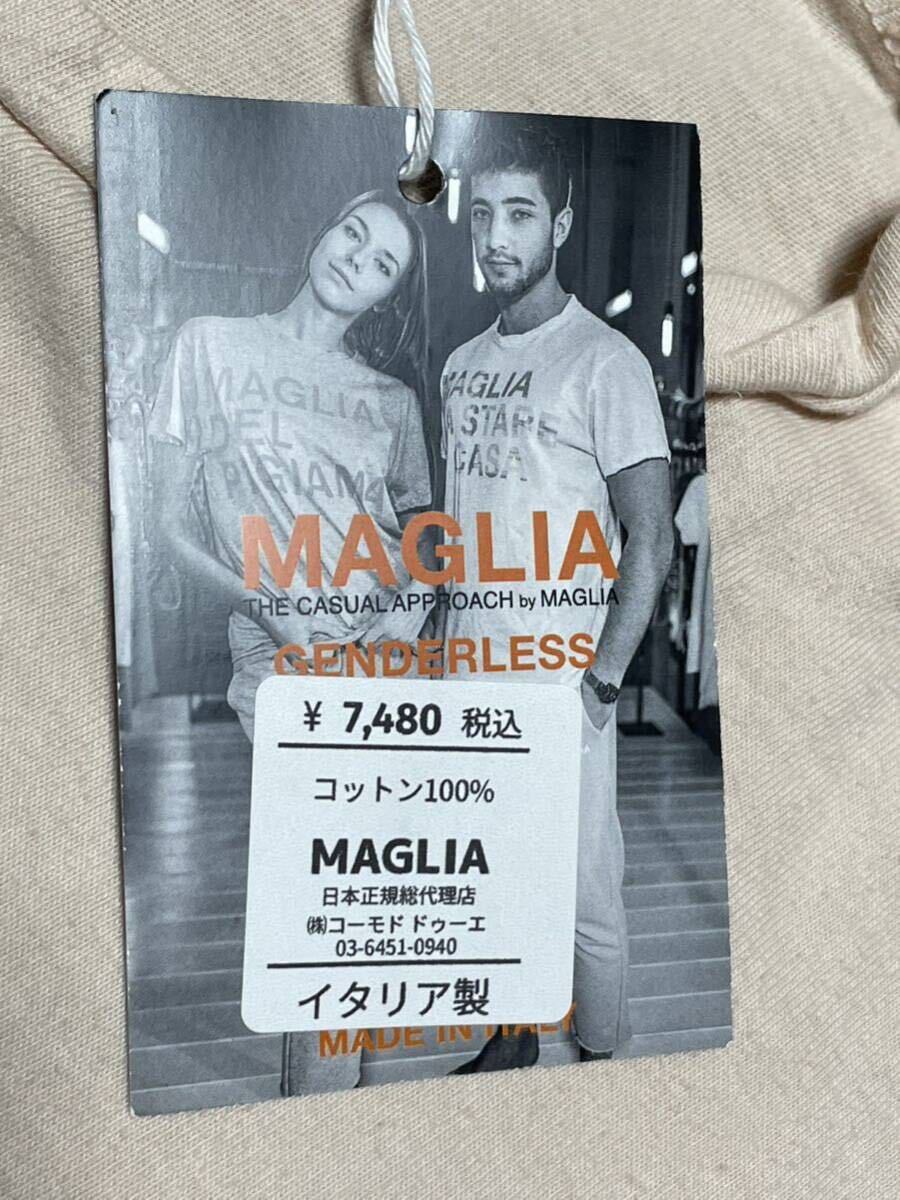 MAGLIA
DEL
PIGIAMA
MAGLIA
A STARE
CASA
MAGLIA
THE CASUAL APPROACH by MAGLIA
GENDERLESS
¥ 7,480 税込
コットン100%
MAGLIA
日本正規総代理店
㈱コーモド ドゥーエ
03-6451-0940
イタリア製
MADE IN ITALY